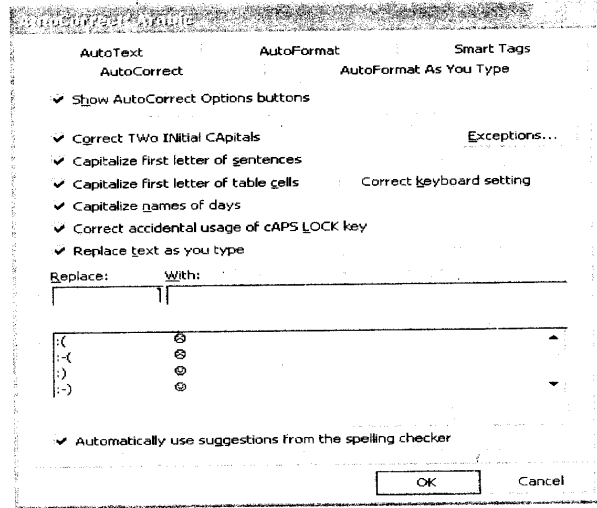 AutoCorrect: Arabic
AutoText AutoFormat Smart Tags
AutoCorrect AutoFormat As You Type
Show AutoCorrect Options buttons
Correct TWo INitial CApitals Exceptions...
Capitalize first letter of sentences
Capitalize first letter of table cells Correct keyboard setting
Capitalize names of days
Correct accidental usage of cAPS LOCK key
Replace text as you type
Replace: With:
:( ☹
:-( ☹
:) ☺
:-) ☺
Automatically use suggestions from the spelling checker
OK Cancel